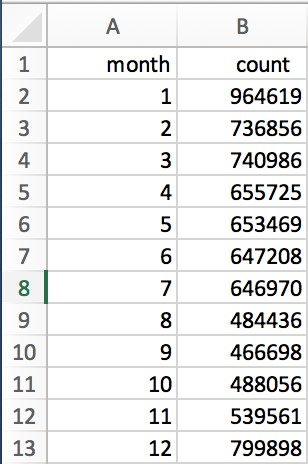 A B
1 month count
2 1 964619
3 2 736856
4 3 740986
5 4 655725
6 5 653469
7 6 647208
8 7 646970
9 8 484436
10 9 466698
11 10 488056
12 11 539561
13 12 799898